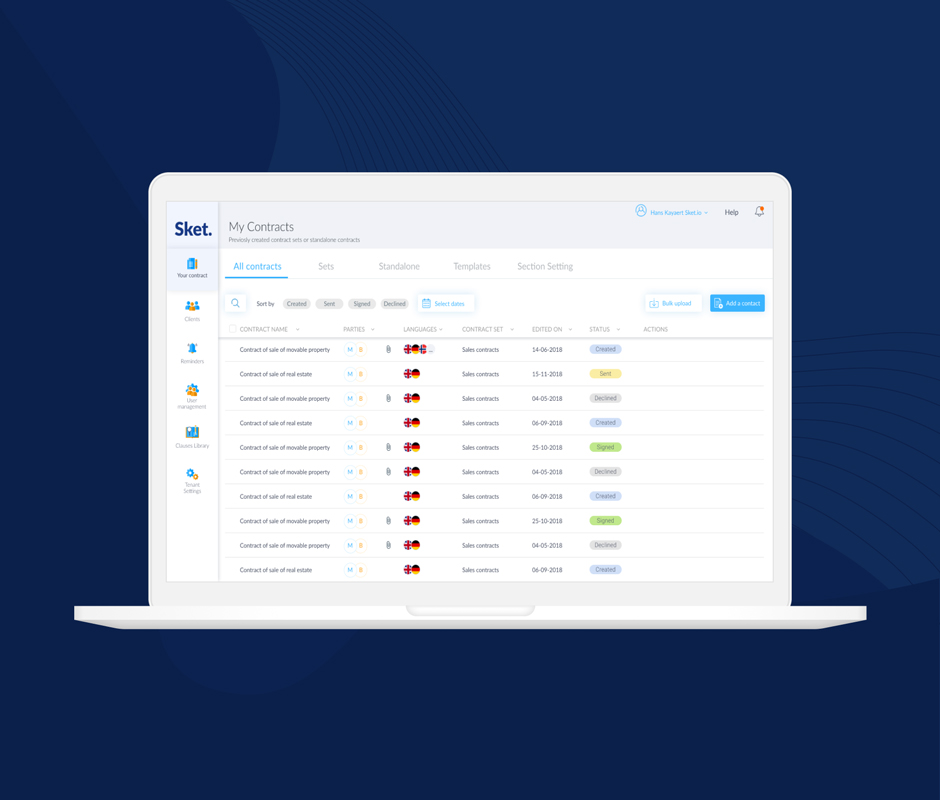 Hans Kayaert Sket.io
Help
Sket.
My Contracts
Previosly created contract sets or standalone contracts
Your contract
Clients
Reminders
User
management
Clauses Library
Tenant
Settings
All contracts Sets Standalone Templates Section Setting
Sort by Created Sent Signed Declined Select dates Bulk upload Add a contact
CONTRACT NAME PARTIES LANGUAGES CONTRACT SET EDITED ON STATUS ACTIONS
Contract of sale of movable property M B ... Sales contracts 14-06-2018 Created
Contract of sale of real estate M B Sales contracts 15-11-2018 Sent
Contract of sale of movable property M B Sales contracts 04-05-2018 Declined
Contract of sale of real estate M B Sales contracts 06-09-2018 Created
Contract of sale of movable property M B Sales contracts 25-10-2018 Signed
Contract of sale of movable property M B Sales contracts 04-05-2018 Declined
Contract of sale of real estate M B Sales contracts 06-09-2018 Created
Contract of sale of movable property M B Sales contracts 25-10-2018 Signed
Contract of sale of movable property M B Sales contracts 04-05-2018 Declined
Contract of sale of real estate M B Sales contracts 06-09-2018 Created